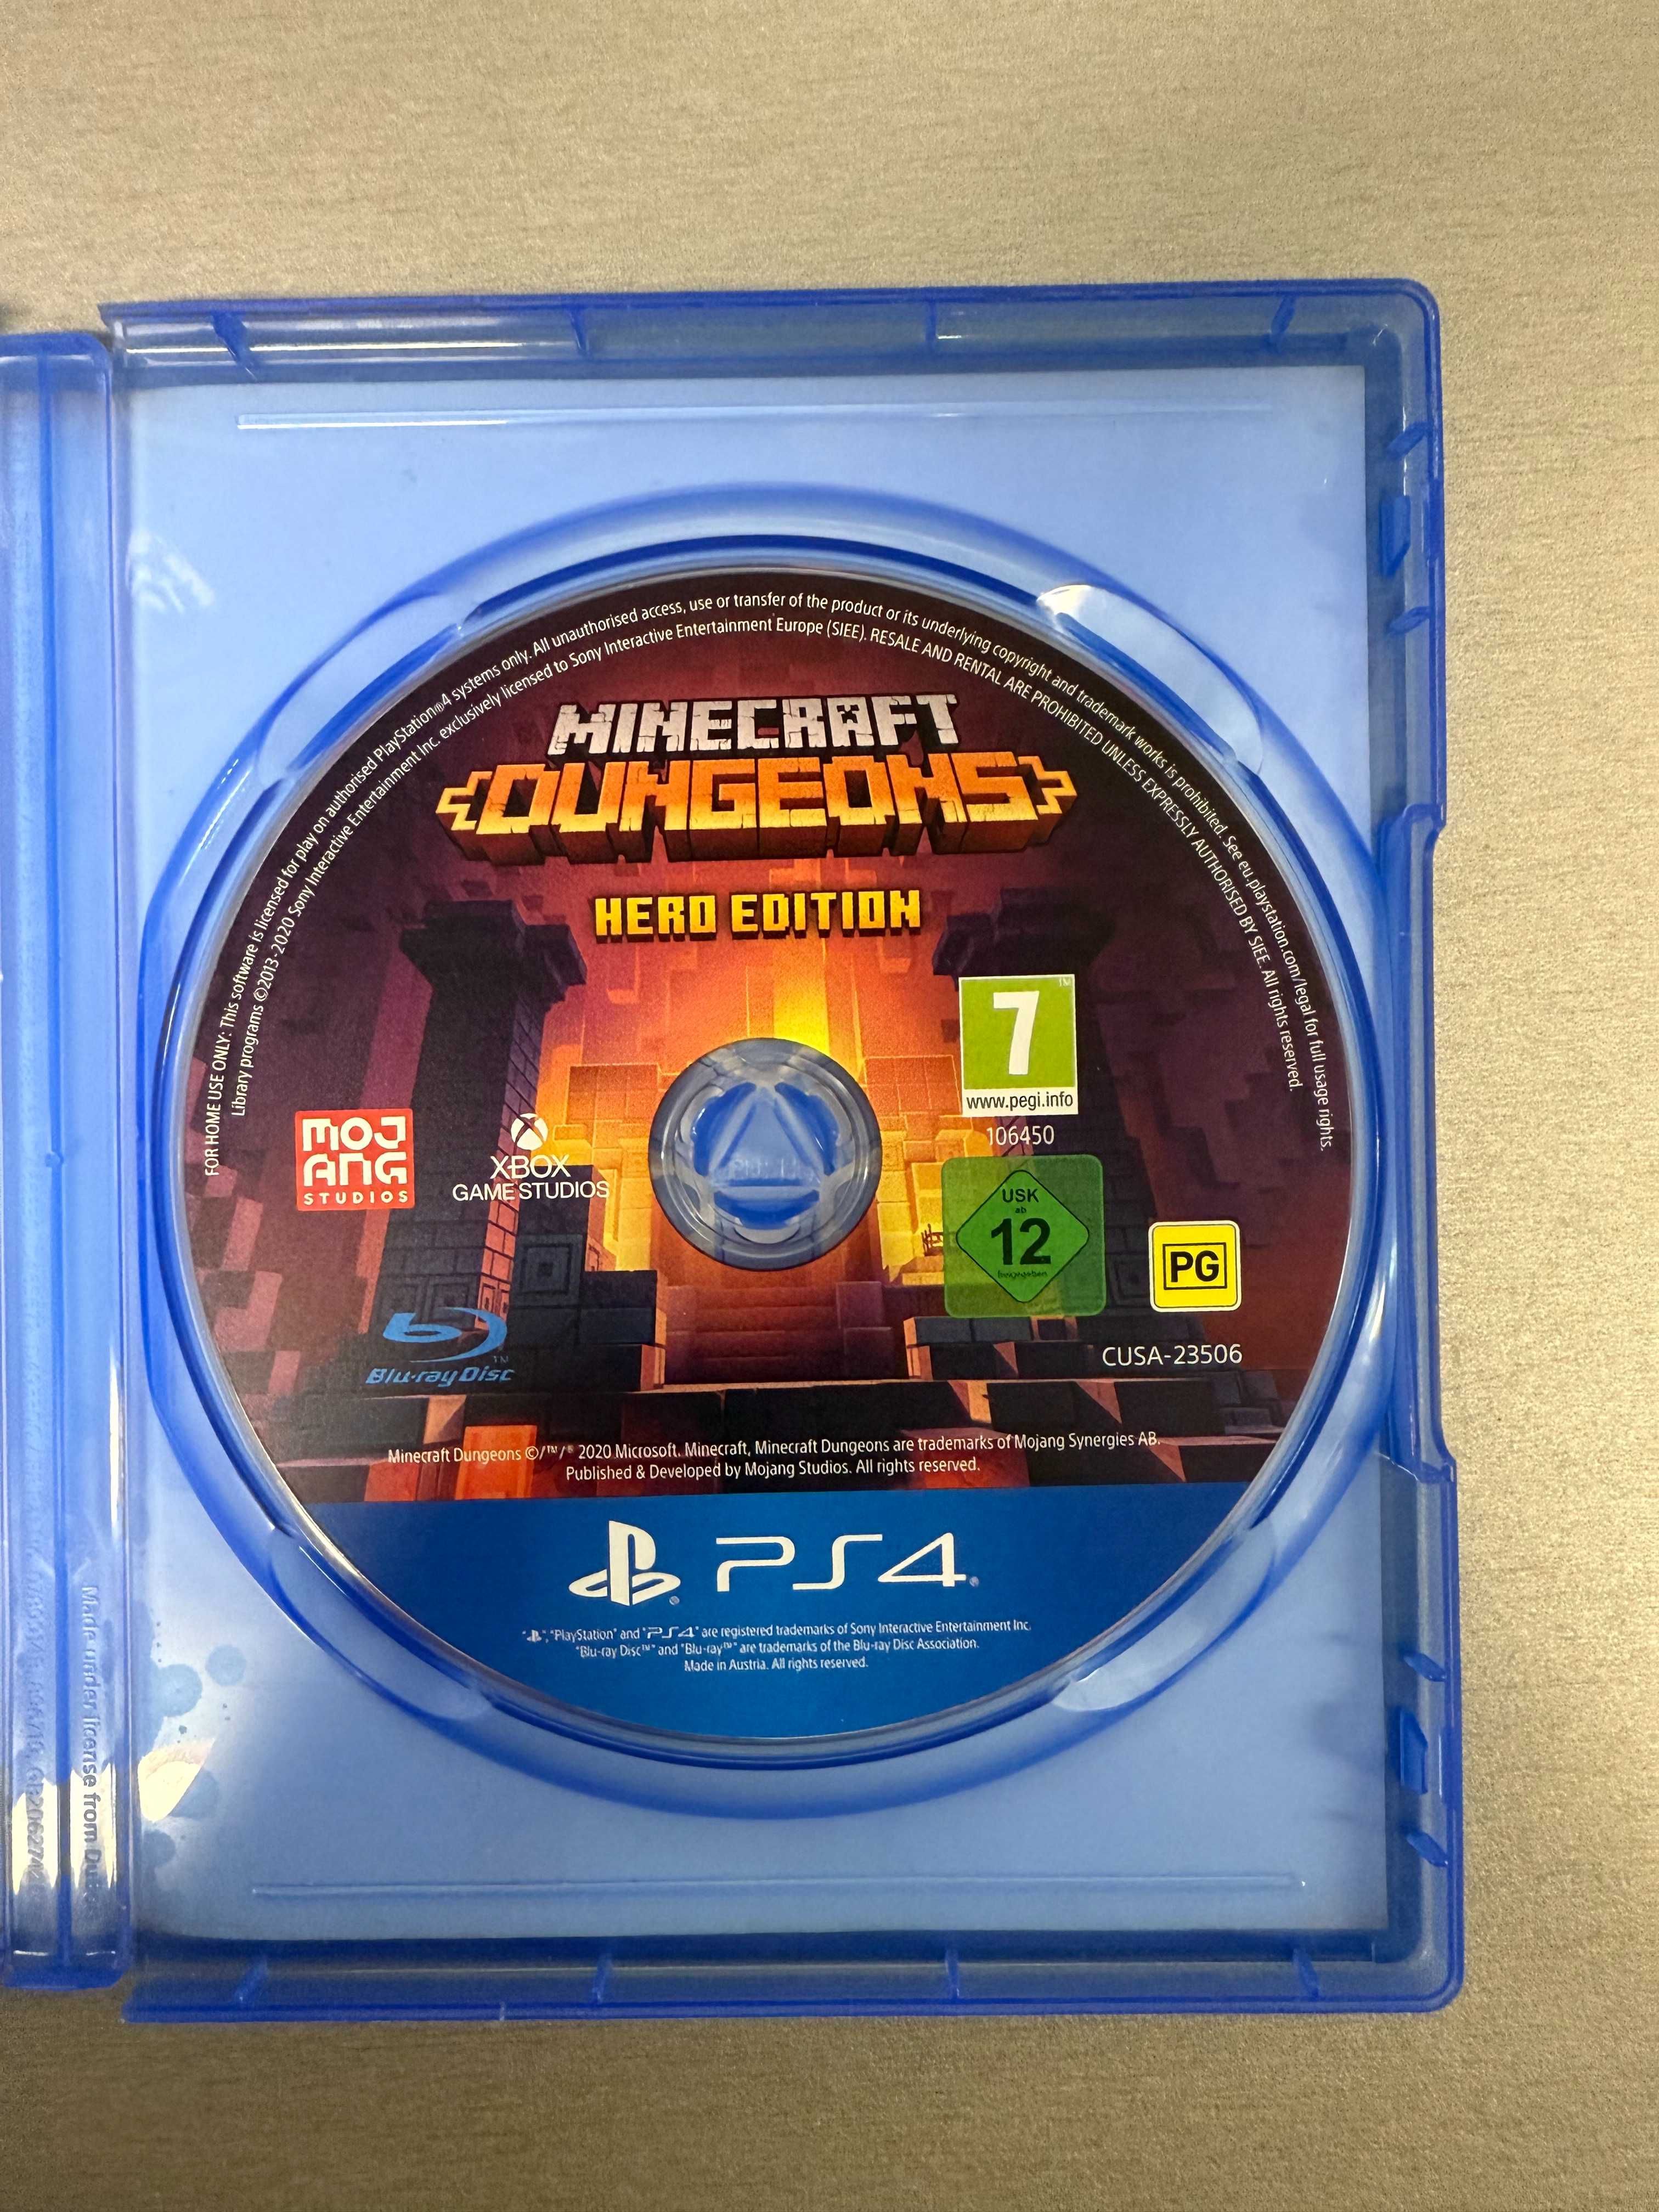 FOR HOME USE ONLY: This software is licensed for play on authorised PlayStation®4 systems only. All unauthorised access, use or transfer of the product or its underlying copyright and trademark works is prohibited. See eu.playstation.com/legal for full usage rights.
Library programs ©2013-2020 Sony Interactive Entertainment Inc. exclusively licensed to Sony Interactive Entertainment Europe (SIEE). RESALE AND RENTAL ARE PROHIBITED UNLESS EXPRESSLY AUTHORISED BY SIEE. All rights reserved.
MINECRAFT
DUNGEONS
HERO EDITION
7
www.pegi.info
106450
MOJ
ANG
STUDIOS
XBOX
GAME STUDIOS
USK
ab
12
freigegeben
PG
Blu-ray Disc™
CUSA-23506
Minecraft Dungeons ©/™/® 2020 Microsoft. Minecraft, Minecraft Dungeons are trademarks of Mojang Synergies AB.
Published & Developed by Mojang Studios. All rights reserved.
PS4
"PlayStation" and "PS4" are registered trademarks of Sony Interactive Entertainment Inc.
"Blu-ray Disc™" and "Blu-ray™" are trademarks of the Blu-ray Disc Association.
Made in Austria. All rights reserved.
Made under license from